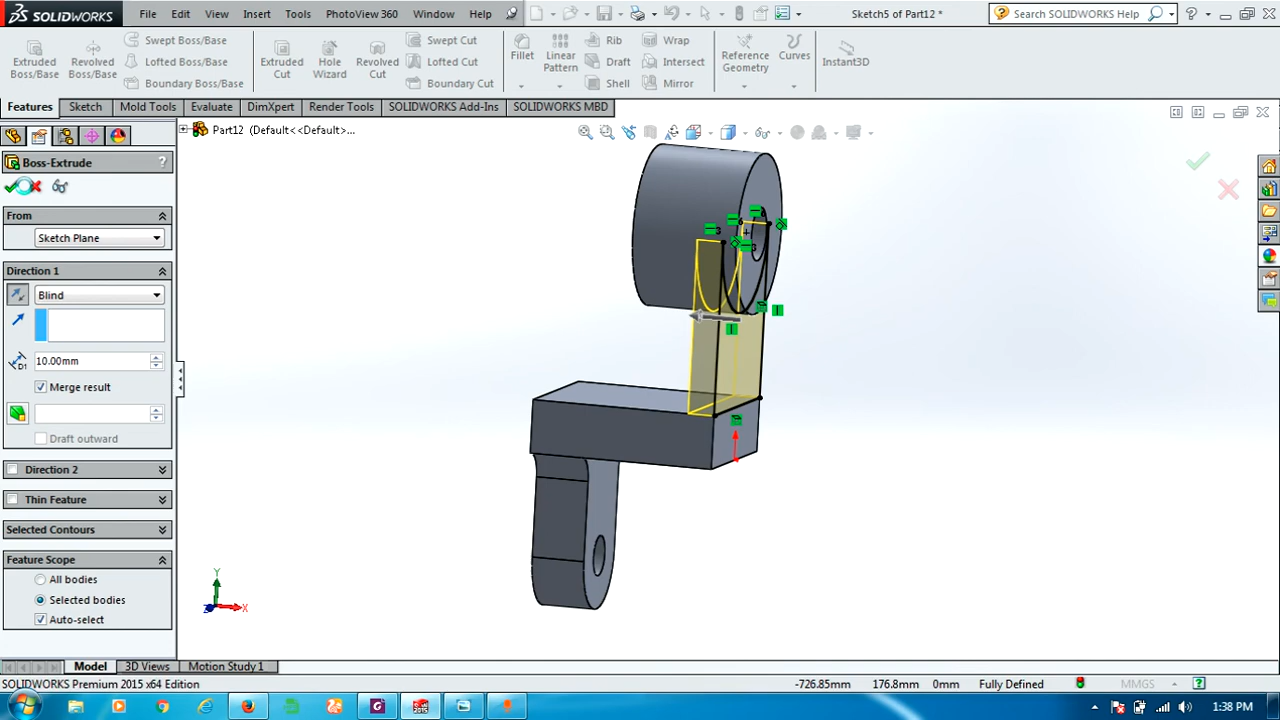 SOLIDWORKS File Edit View Insert Tools PhotoView 360 Window Help Sketch5 of Part12 * Search SOLIDWORKS Help
Extruded Boss/Base
Revolved Boss/Base
Swept Boss/Base
Lofted Boss/Base
Boundary Boss/Base
Extruded Cut
Hole Wizard
Revolved Cut
Swept Cut
Lofted Cut
Boundary Cut
Fillet
Linear Pattern
Rib
Draft
Shell
Wrap
Intersect
Mirror
Reference Geometry
Curves
Instant3D
Features Sketch Mold Tools Evaluate DimXpert Render Tools SOLIDWORKS Add-Ins SOLIDWORKS MBD
Part12 (Default<<Default>...
Boss-Extrude ?
From
Sketch Plane
Direction 1
Blind
D1 10.00mm
Merge result
Draft outward
Direction 2
Thin Feature
Selected Contours
Feature Scope
All bodies
Selected bodies
Auto-select
Y
X
Z
Model 3D Views Motion Study 1
SOLIDWORKS Premium 2015 x64 Edition -726.85mm 176.8mm 0mm Fully Defined MMGS
1:38 PM